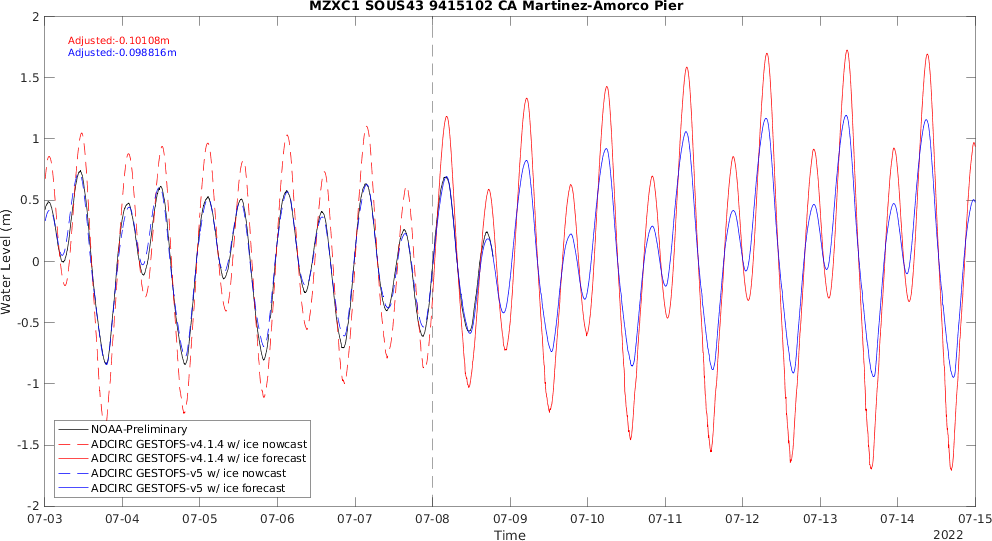 MZXC1 SOUS43 9415102 CA Martinez-Amorco Pier
Adjusted:-0.10108m
Adjusted:-0.098816m
2
1.5
1
0.5
0
-0.5
-1
-1.5
-2
Water Level (m)
NOAA-Preliminary
ADCIRC GESTOFS-v4.1.4 w/ ice nowcast
ADCIRC GESTOFS-v4.1.4 w/ ice forecast
ADCIRC GESTOFS-v5 w/ ice nowcast
ADCIRC GESTOFS-v5 w/ ice forecast
07-03 07-04 07-05 07-06 07-07 07-08 07-09 07-10 07-11 07-12 07-13 07-14 07-15
Time
2022